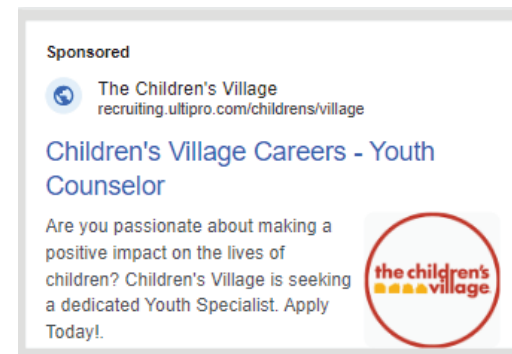 Sponsored
The Children's Village
recruiting.ultipro.com/childrens/village
Children's Village Careers - Youth
Counselor
Are you passionate about making a
positive impact on the lives of
children? Children's Village is seeking
a dedicated Youth Specialist. Apply
Today!.
the children's
village